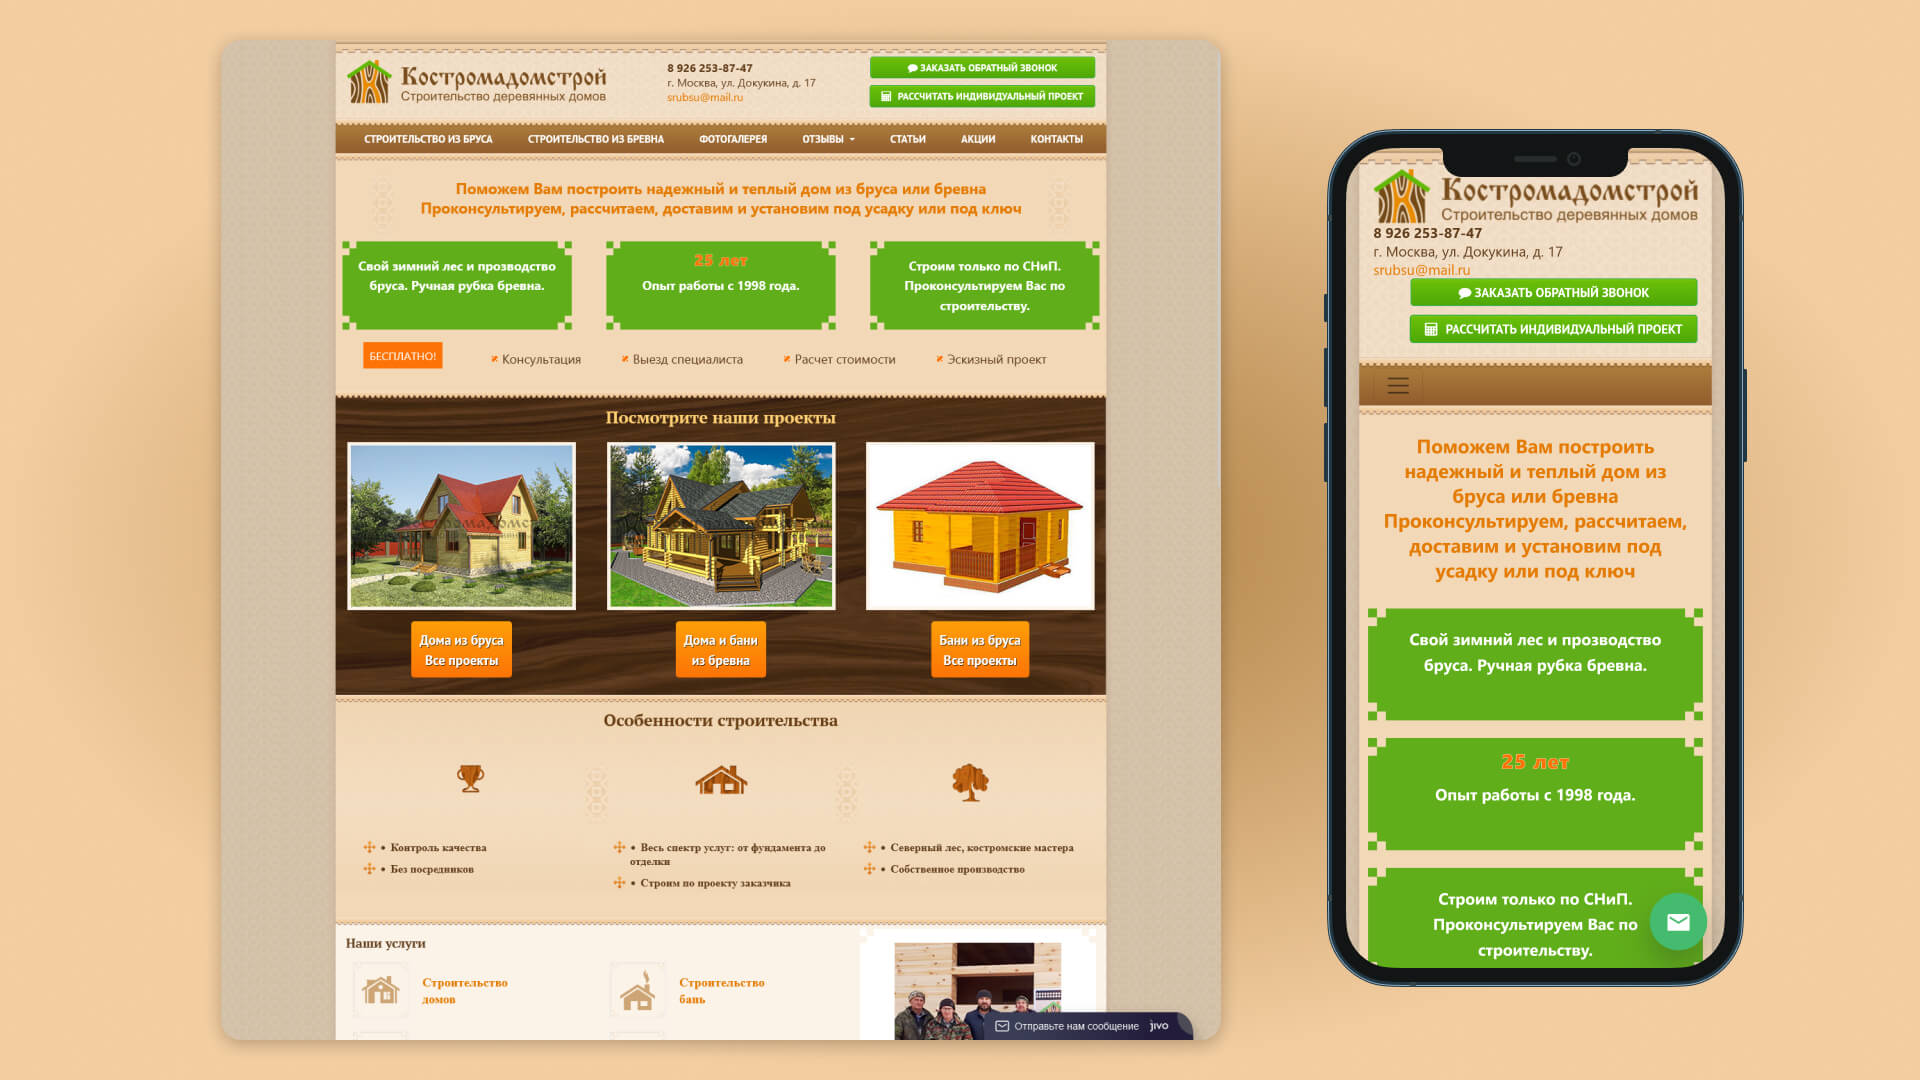 Костромадомстрой
Строительство деревянных домов
8 926 253-87-47
г. Москва, ул. Докукина, д. 17
srubsu@mail.ru
ЗАКАЗАТЬ ОБРАТНЫЙ ЗВОНОК
РАССЧИТАТЬ ИНДИВИДУАЛЬНЫЙ ПРОЕКТ
СТРОИТЕЛЬСТВО ИЗ БРУСА СТРОИТЕЛЬСТВО ИЗ БРЕВНА ФОТОГАЛЕРЕЯ ОТЗЫВЫ СТАТЬИ АКЦИИ КОНТАКТЫ
Поможем Вам построить надежный и теплый дом из бруса или бревна
Проконсультируем, рассчитаем, доставим и установим под усадку или под ключ
Свой зимний лес и прозводство
бруса. Ручная рубка бревна.
25 лет
Опыт работы с 1998 года.
Строим только по СНиП.
Проконсультируем Вас по
строительству.
БЕСПЛАТНО! Консультация Выезд специалиста Расчет стоимости Эскизный проект
Посмотрите наши проекты
Костромадомстрой
Дома из бруса
Все проекты
Дома и бани
из бревна
Бани из бруса
Все проекты
Особенности строительства
• Контроль качества
• Без посредников
• Весь спектр услуг: от фундамента до
отделки
• Строим по проекту заказчика
• Северный лес, костромские мастера
• Собственное производство
Наши услуги
Строительство
домов
Строительство
бань
Отправьте нам сообщение jivo
Костромадомстрой
Строительство деревянных домов
8 926 253-87-47
г. Москва, ул. Докукина, д. 17
srubsu@mail.ru
ЗАКАЗАТЬ ОБРАТНЫЙ ЗВОНОК
РАССЧИТАТЬ ИНДИВИДУАЛЬНЫЙ ПРОЕКТ
Поможем Вам построить
надежный и теплый дом из
бруса или бревна
Проконсультируем, рассчитаем,
доставим и установим под
усадку или под ключ
Свой зимний лес и прозводство
бруса. Ручная рубка бревна.
25 лет
Опыт работы с 1998 года.
Строим только по СНиП.
Проконсультируем Вас по
строительству.